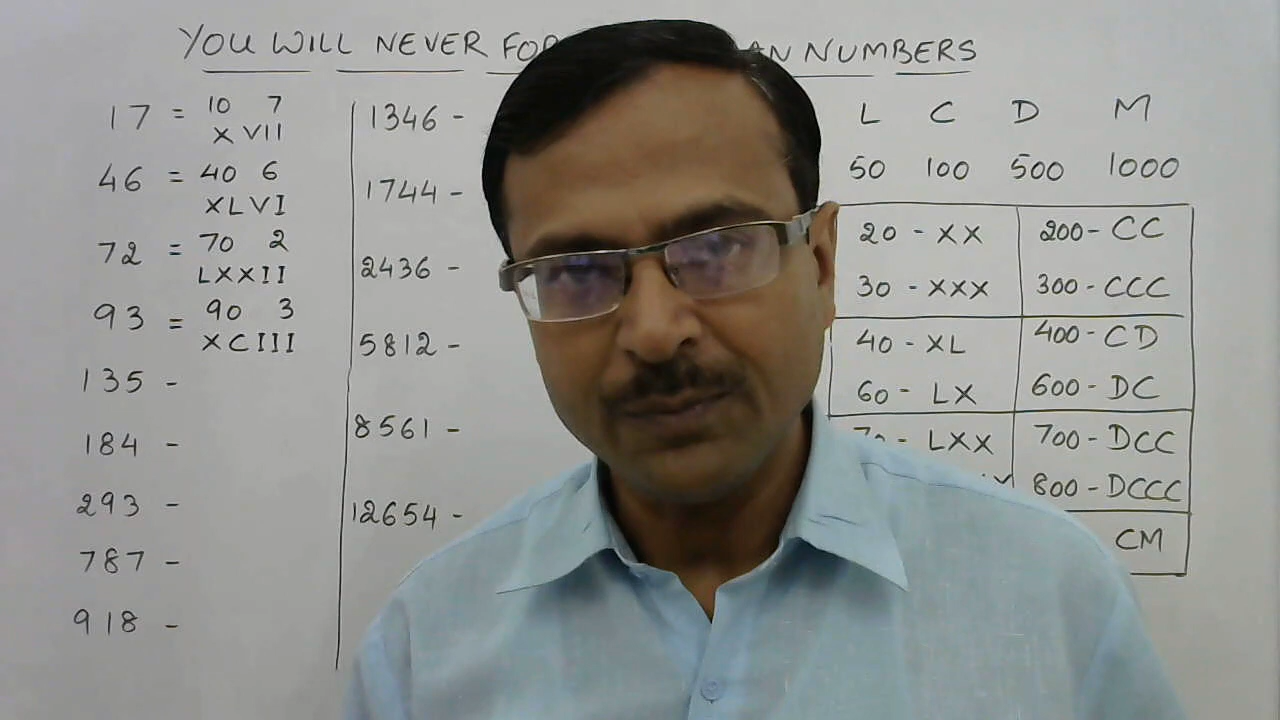 YOU WILL NEVER FOR AN NUMBERS
17 = 10 7
XVII
46 = 40 6
XLVI
72 = 70 2
LXXII
93 = 90 3
XCIII
135 -
184 -
293 -
787 -
918 -
1346 -
1744 -
2436 -
5812 -
8561 -
12654 -
L C D M
50 100 500 1000
20 - XX 200 - CC
30 - XXX 300 - CCC
40 - XL 400 - CD
60 - LX 600 - DC
- LXX 700 - DCC
800 - DCCC
CM